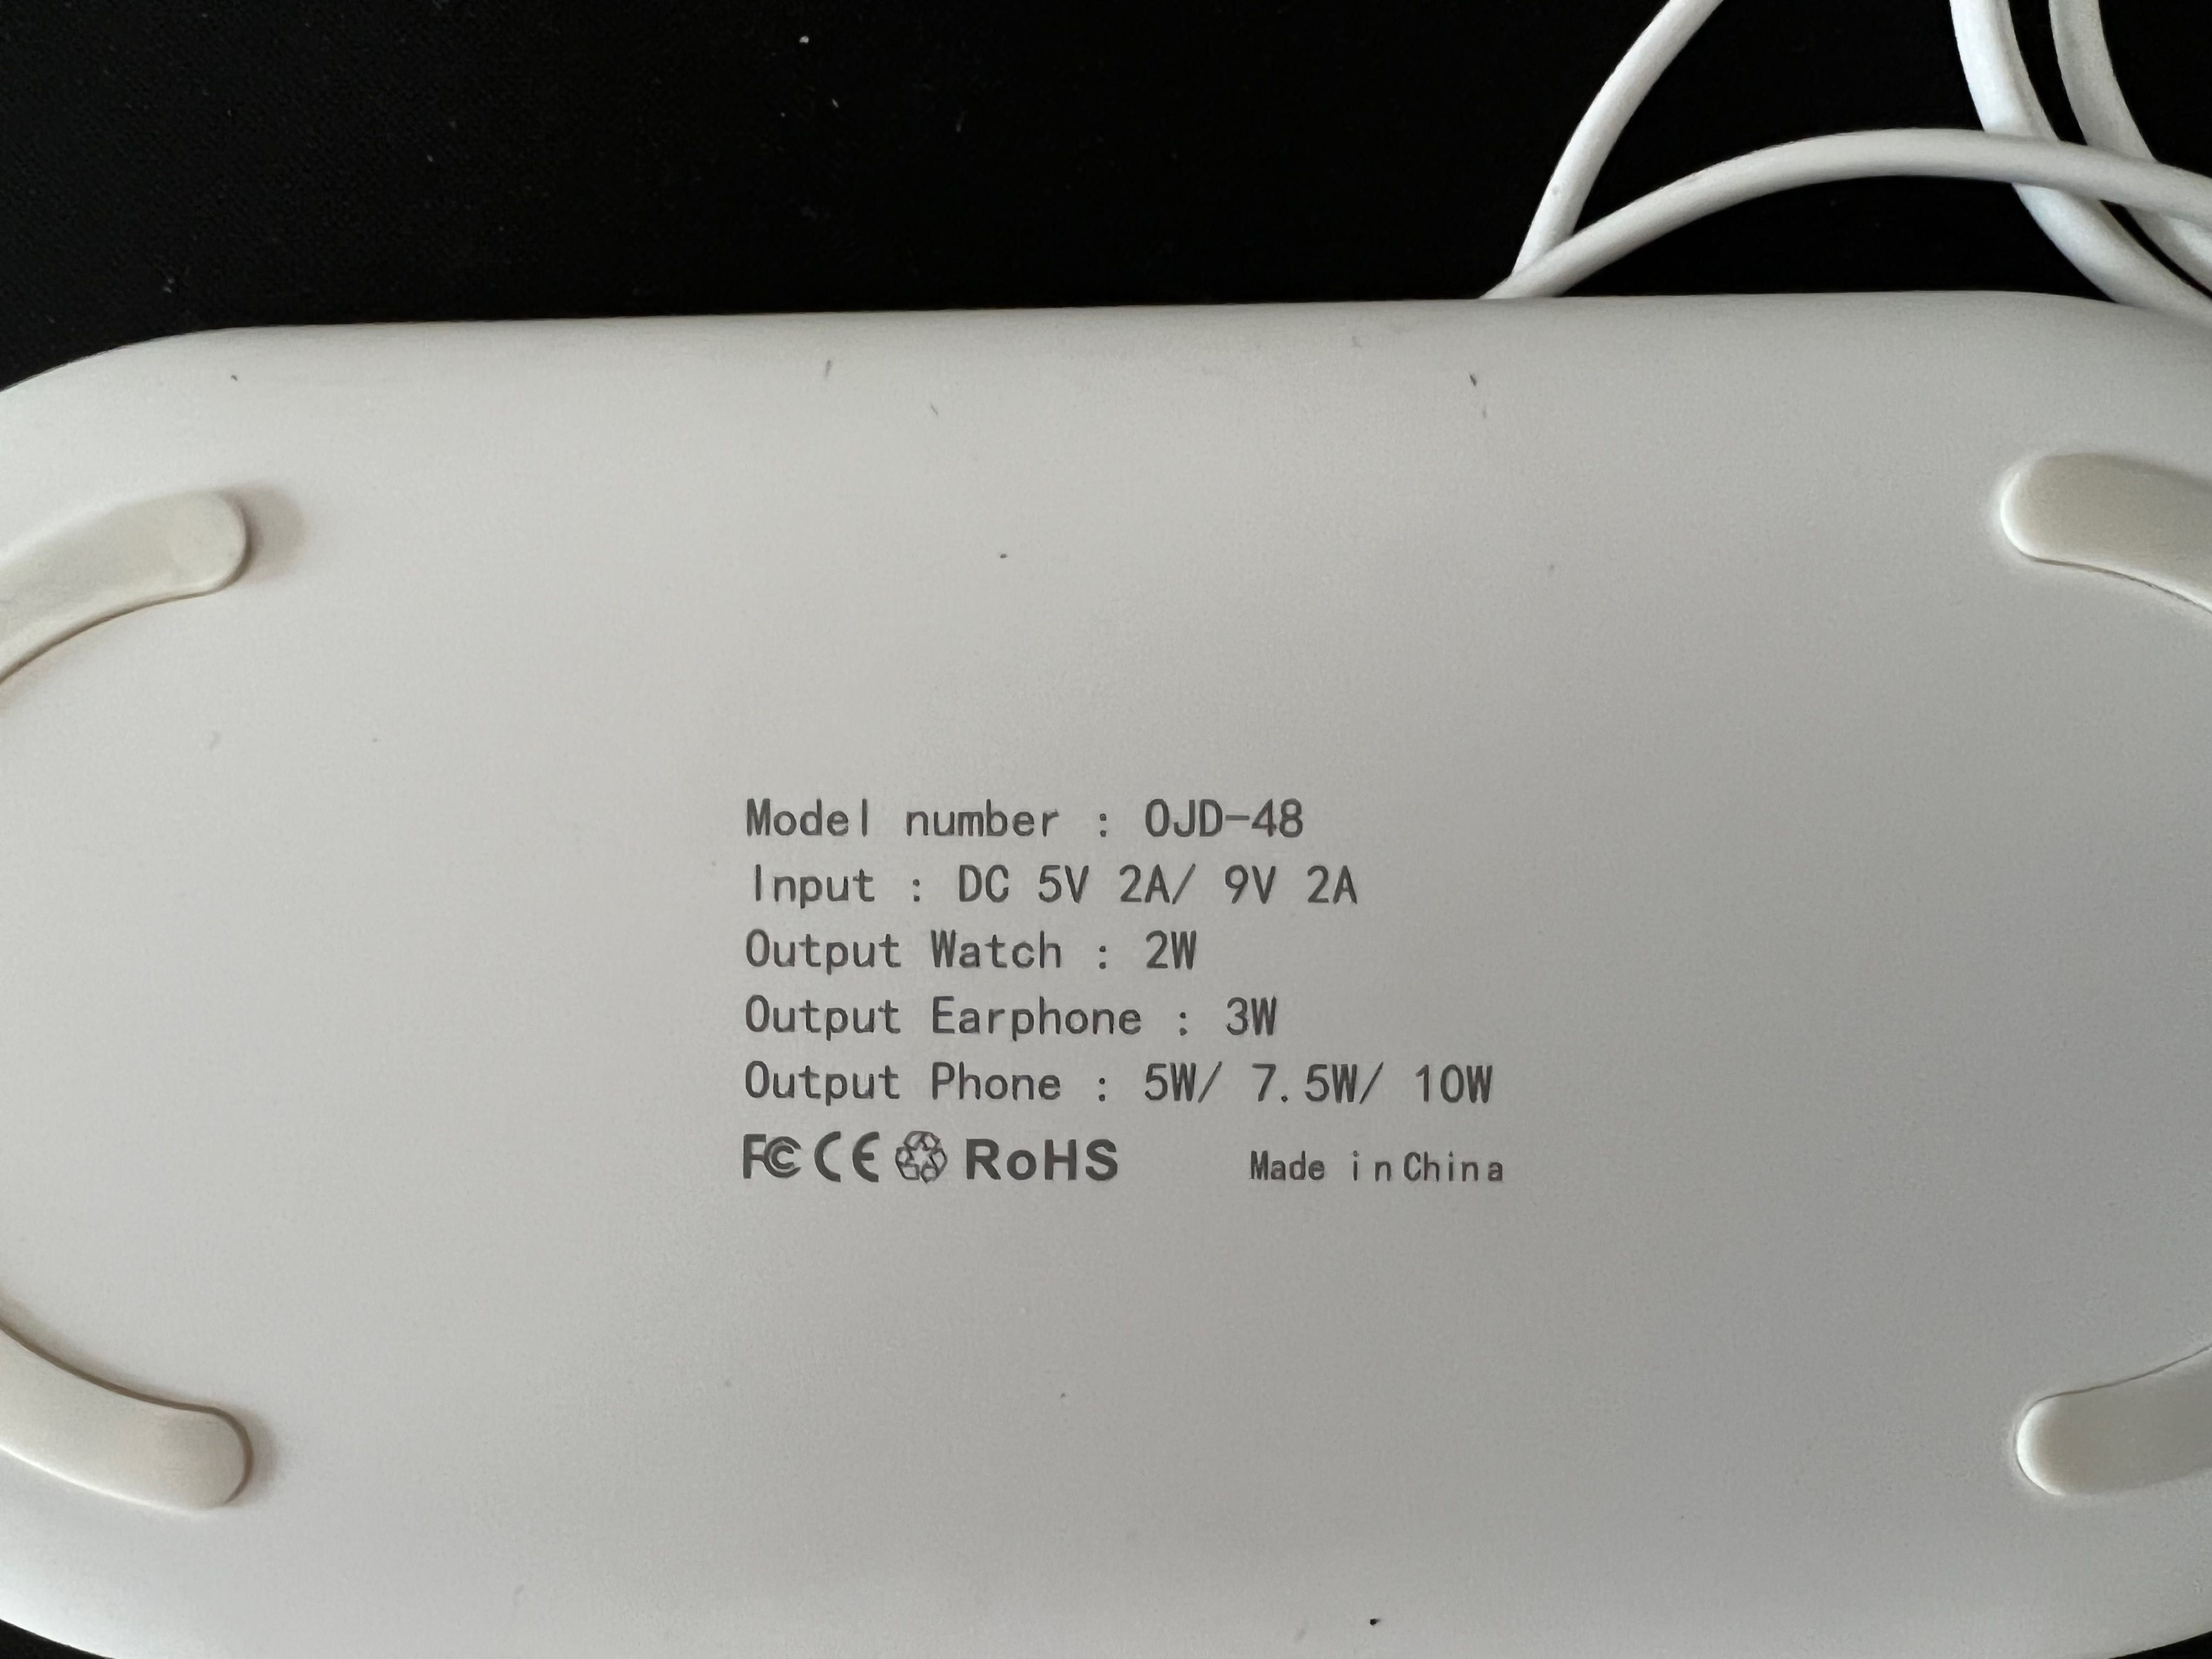 Model number : OJD-48
Input : DC 5V 2A/ 9V 2A
Output Watch : 2W
Output Earphone : 3W
Output Phone : 5W/ 7.5W/ 10W
FC CE RoHS Made in China